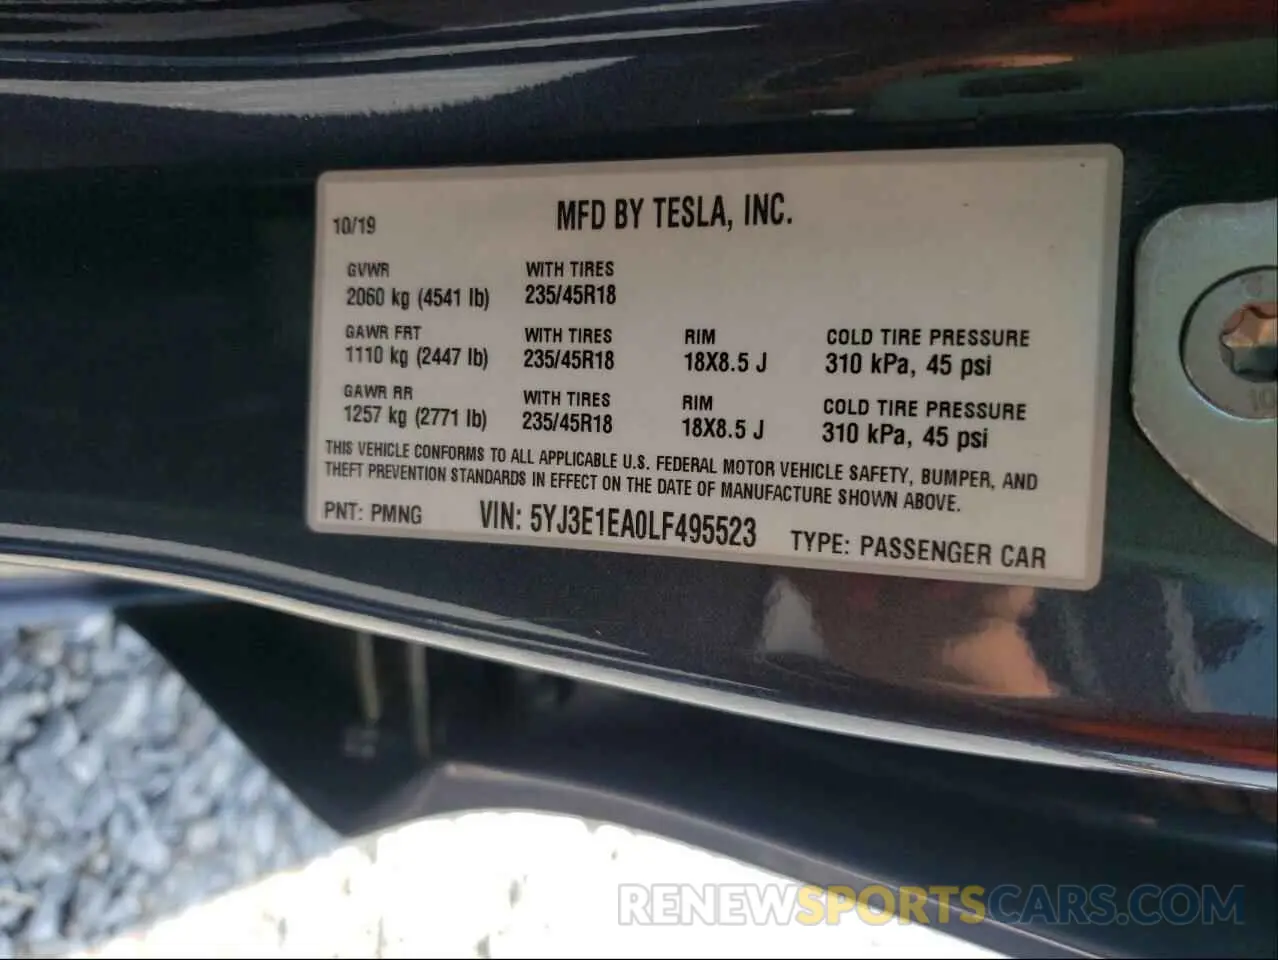 10/19 MFD BY TESLA, INC.
GVWR WITH TIRES
2060 kg (4541 lb) 235/45R18
GAWR FRT WITH TIRES RIM COLD TIRE PRESSURE
1110 kg (2447 lb) 235/45R18 18X8.5 J 310 kPa, 45 psi
GAWR RR WITH TIRES RIM COLD TIRE PRESSURE
1257 kg (2771 lb) 235/45R18 18X8.5 J 310 kPa, 45 psi
THIS VEHICLE CONFORMS TO ALL APPLICABLE U.S. FEDERAL MOTOR VEHICLE SAFETY, BUMPER, AND
THEFT PREVENTION STANDARDS IN EFFECT ON THE DATE OF MANUFACTURE SHOWN ABOVE.
PNT: PMNG VIN: 5YJ3E1EA0LF495523 TYPE: PASSENGER CAR
RENEWSPORTSCARS.COM